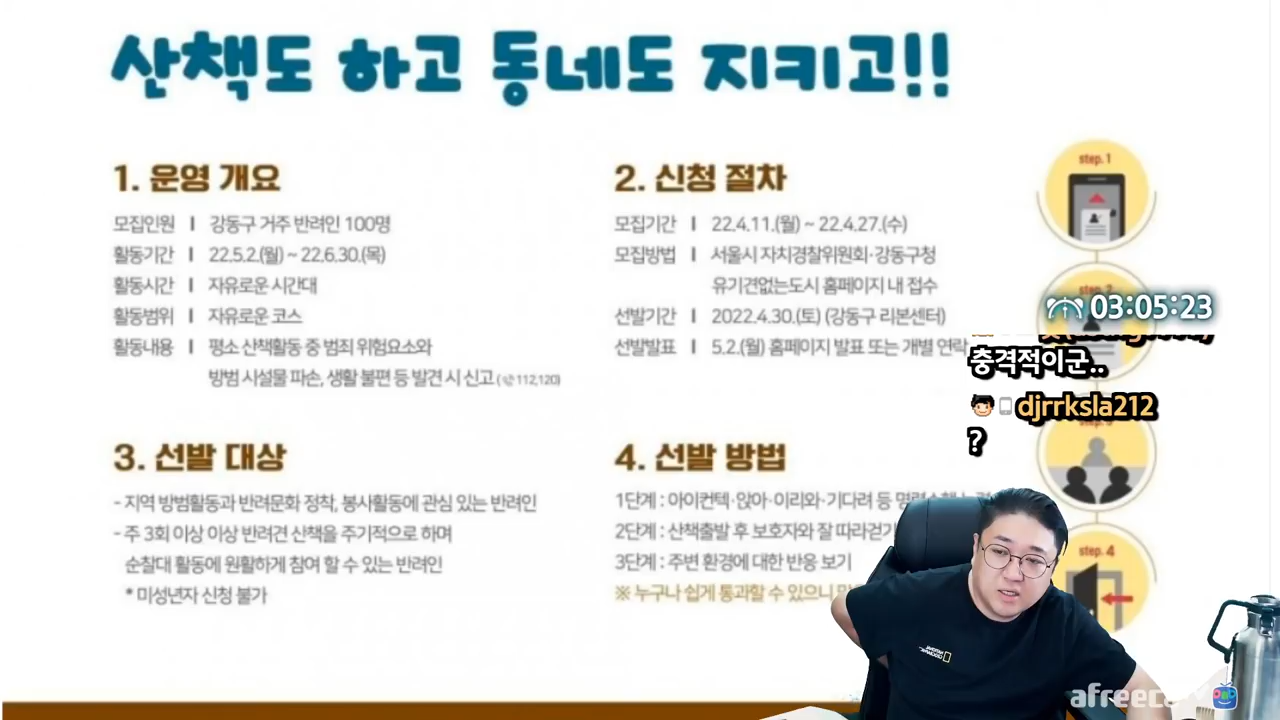 산책도 하고 동네도 지키고!!
1. 운영 개요
모집인원 | 강동구 거주 반려인 100명
활동기간 | 22.5.2.(월) ~ 22.6.30.(목)
활동시간 | 자유로운 시간대
활동범위 | 자유로운 코스
활동내용 | 평소 산책활동 중 범죄 위험요소와
방범 시설물 파손, 생활 불편 등 발견 시 신고 (☏112,120)
2. 신청 절차
모집기간 | 22.4.11.(월) ~ 22.4.27.(수)
모집방법 | 서울시 자치경찰위원회·강동구청
유기견없는도시 홈페이지 내 접수
선발기간 | 2022.4.30.(토) (강동구 리본센터)
선발발표 | 5.2.(월) 홈페이지 발표 또는 개별 연락
3. 선발 대상
- 지역 방범활동과 반려문화 정착, 봉사활동에 관심 있는 반려인
- 주 3회 이상 이상 반려견 산책을 주기적으로 하며
순찰대 활동에 원활하게 참여 할 수 있는 반려인
* 미성년자 신청 불가
4. 선발 방법
1단계 : 아이컨텍·앉아·이리와·기다려 등
2단계 : 산책출발 후 보호자와 잘 따라걷기
3단계 : 주변 환경에 대한 반응 보기
※ 누구나 쉽게 통과할 수 있으니
step. 1
step. 4
03:05:23
충격적이군..
djrrksla212
?
NATIONAL
GEOGRAPHIC